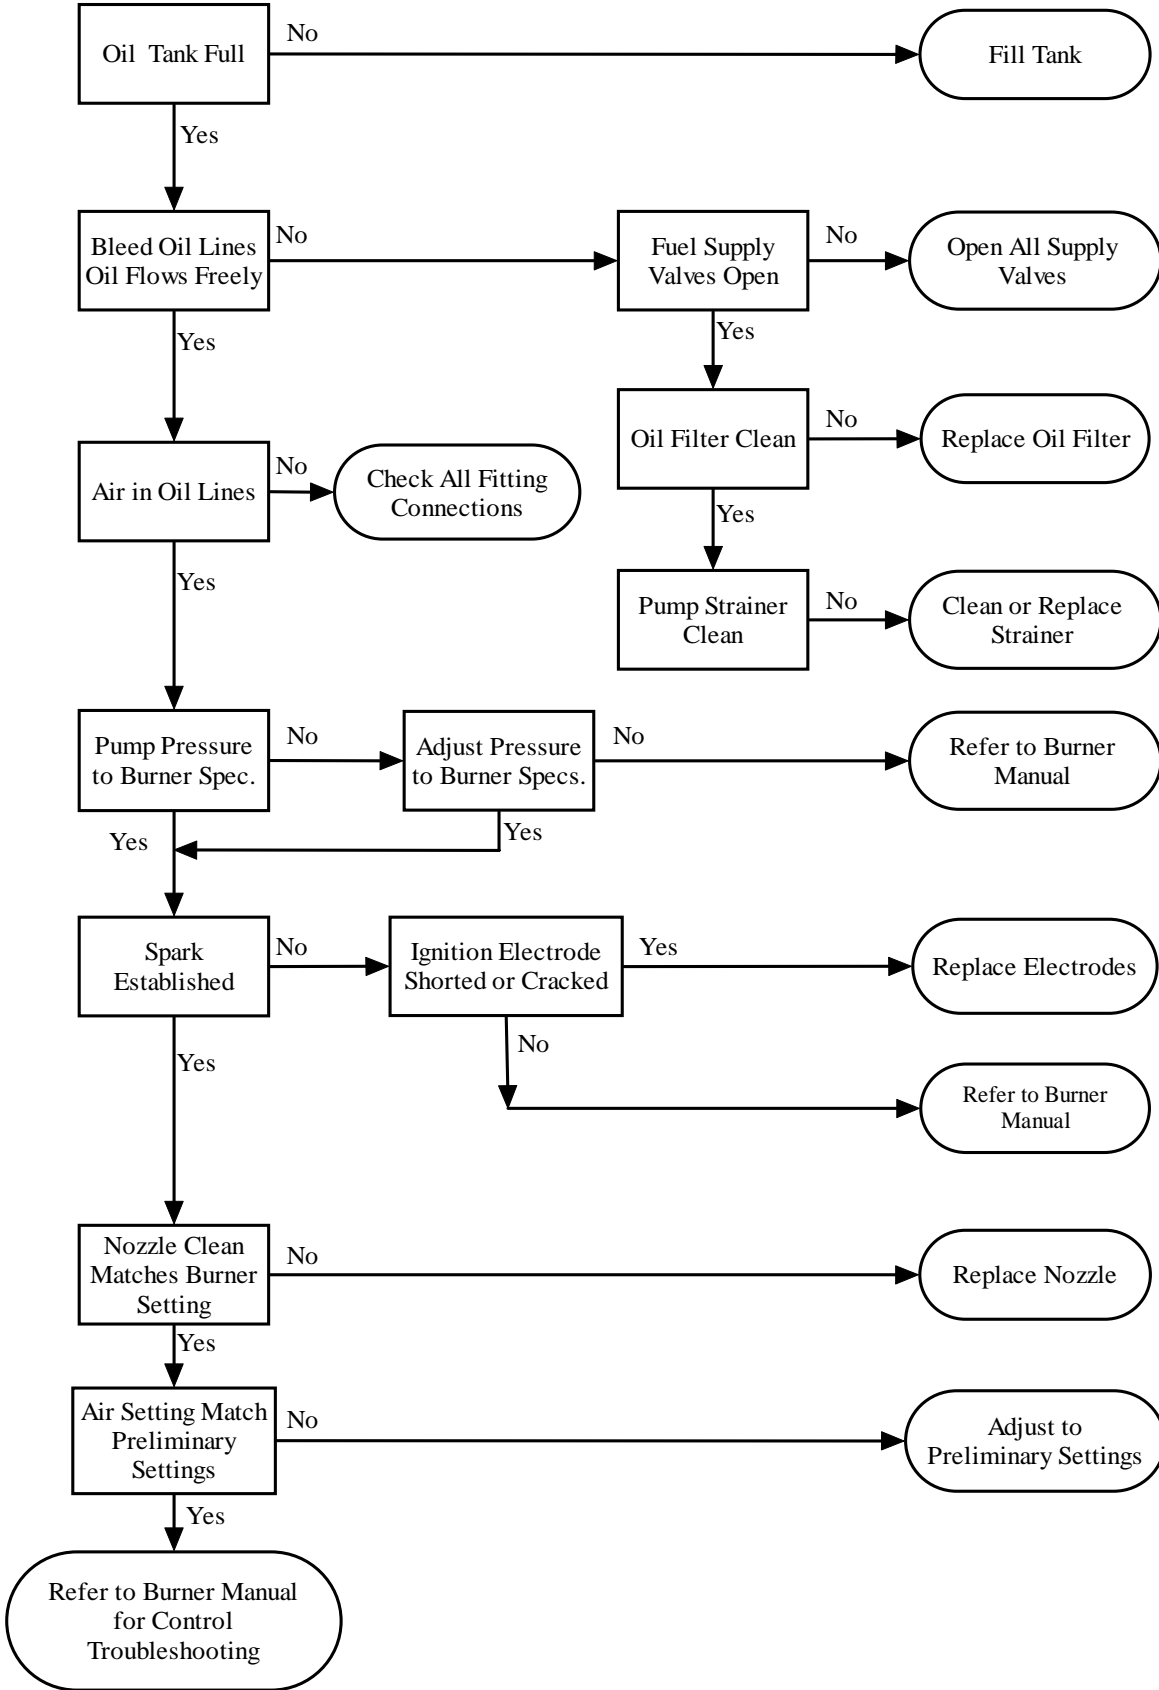 Oil Tank Full
No
Fill Tank
Yes
Bleed Oil Lines
Oil Flows Freely
No
Fuel Supply
Valves Open
No
Open All Supply
Valves
Yes
Yes
Oil Filter Clean
No
Replace Oil Filter
Air in Oil Lines
No
Check All Fitting
Connections
Yes
Yes
Pump Strainer
Clean
No
Clean or Replace
Strainer
Pump Pressure
to Burner Spec.
No
Adjust Pressure
to Burner Specs.
No
Refer to Burner
Manual
Yes
Yes
Spark
Established
No
Ignition Electrode
Shorted or Cracked
Yes
Replace Electrodes
Yes
No
Refer to Burner
Manual
Nozzle Clean
Matches Burner
Setting
No
Replace Nozzle
Yes
Air Setting Match
Preliminary
Settings
No
Adjust to
Preliminary Settings
Yes
Refer to Burner Manual
for Control
Troubleshooting